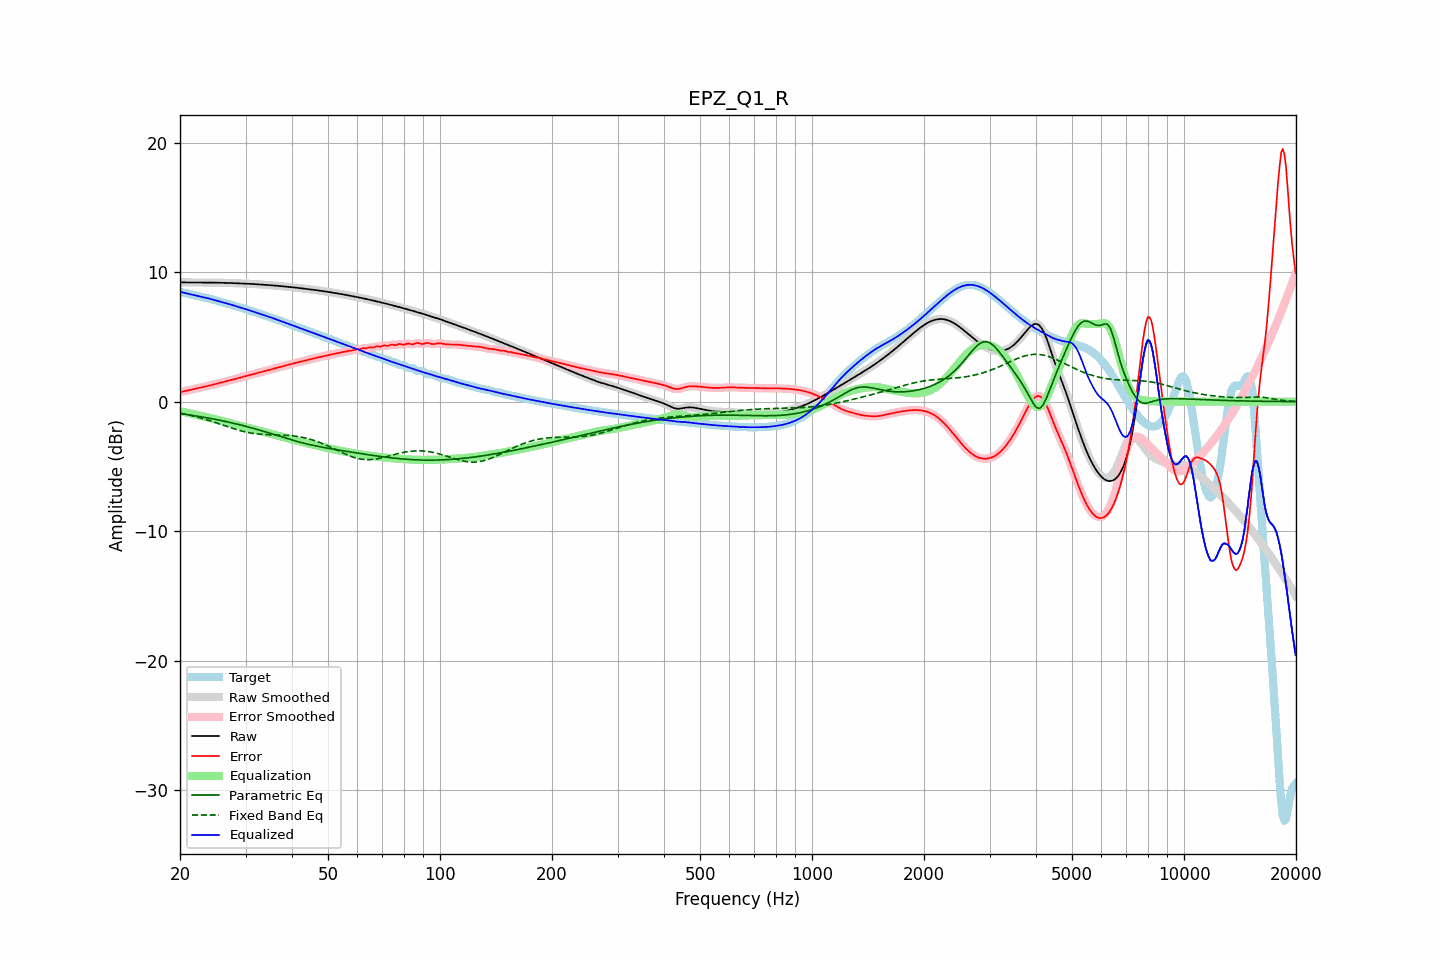 EPZ_Q1_R
Amplitude (dBr)
20
10
0
−10
−20
−30
Target
Raw Smoothed
Error Smoothed
Raw
Error
Equalization
Parametric Eq
Fixed Band Eq
Equalized
20 50 100 200 500 1000 2000 5000 10000 20000
Frequency (Hz)